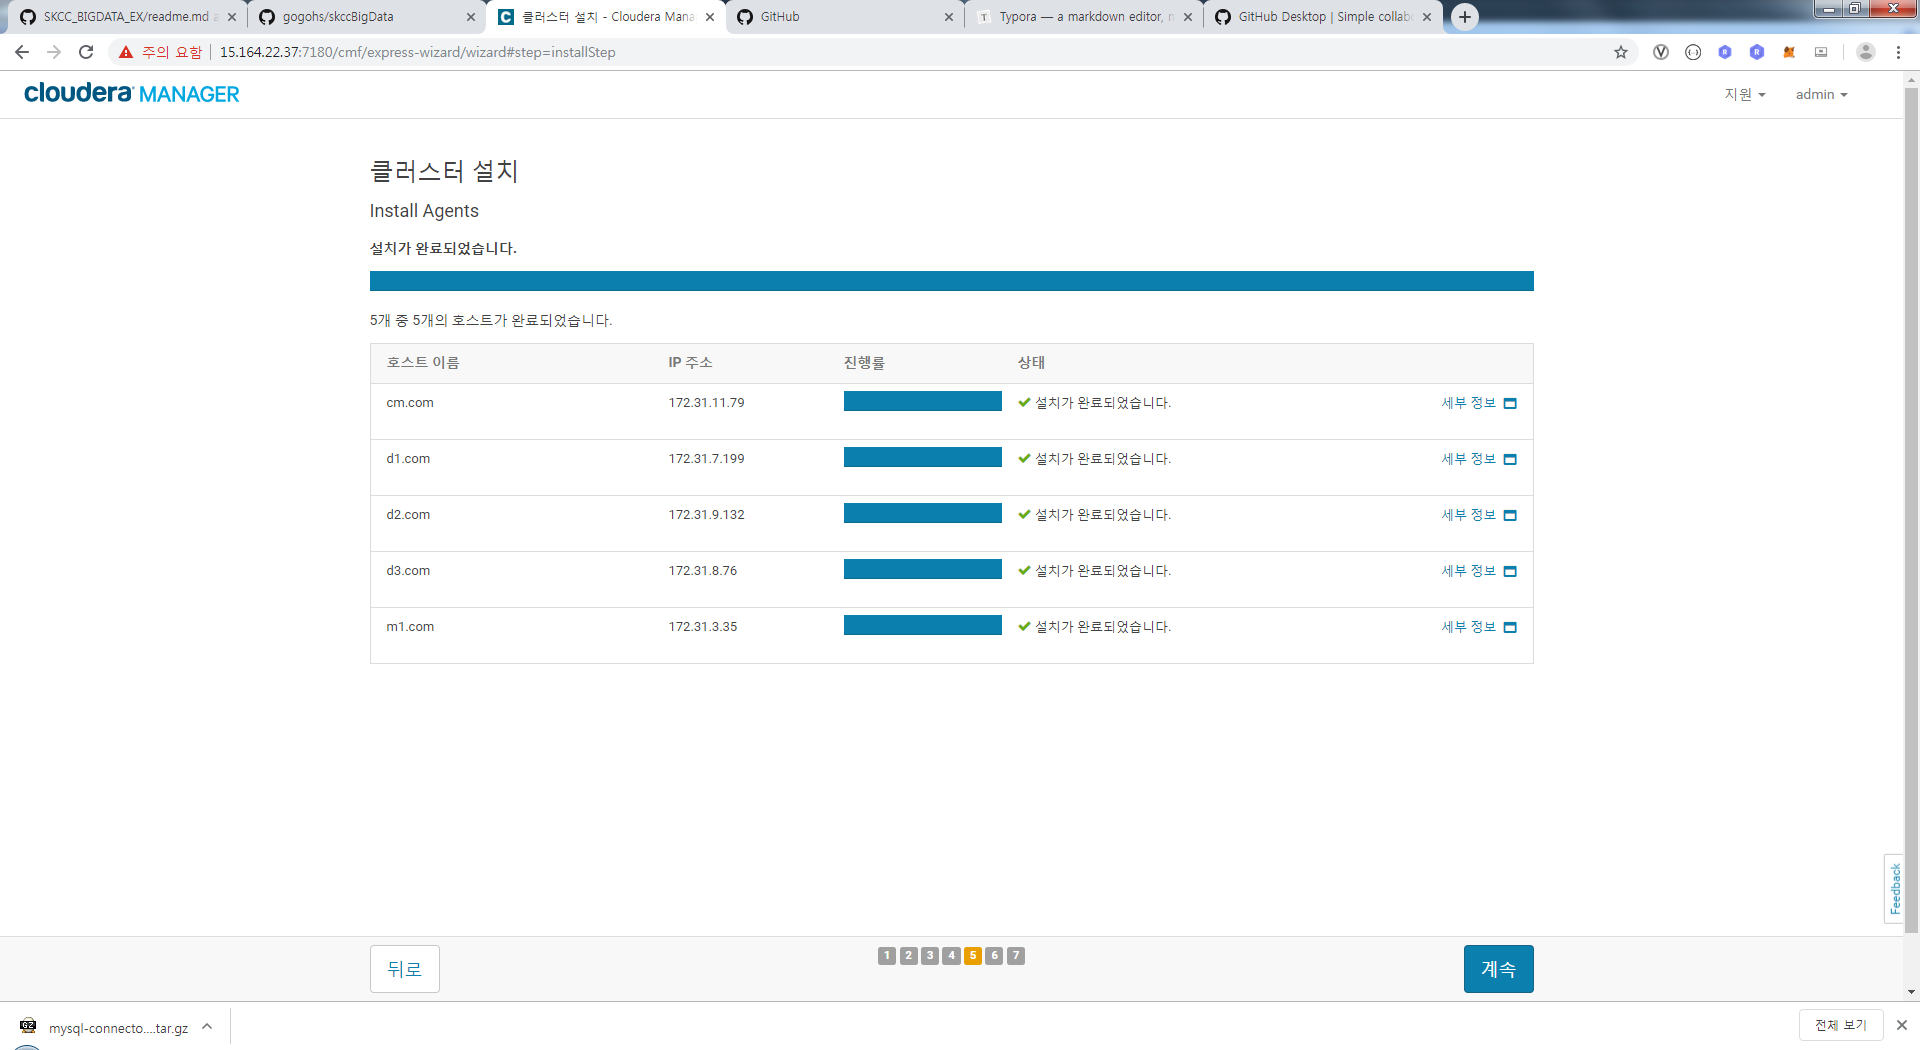 SKCC_BIGDATA_EX/readme.md
gogohs/skccBigData
클러스터 설치 - Cloudera Mana
GitHub
Typora — a markdown editor,
GitHub Desktop | Simple collab
주의 요함
15.164.22.37:7180/cmf/express-wizard/wizard#step=installStep
cloudera MANAGER
지원
admin
클러스터 설치
Install Agents
설치가 완료되었습니다.
5개 중 5개의 호스트가 완료되었습니다.
호스트 이름 IP 주소 진행률 상태
cm.com 172.31.11.79 설치가 완료되었습니다. 세부 정보
d1.com 172.31.7.199 설치가 완료되었습니다. 세부 정보
d2.com 172.31.9.132 설치가 완료되었습니다. 세부 정보
d3.com 172.31.8.76 설치가 완료되었습니다. 세부 정보
m1.com 172.31.3.35 설치가 완료되었습니다. 세부 정보
Feedback
뒤로
1 2 3 4 5 6 7
계속
GZ
mysql-connecto....tar.gz
전체 보기